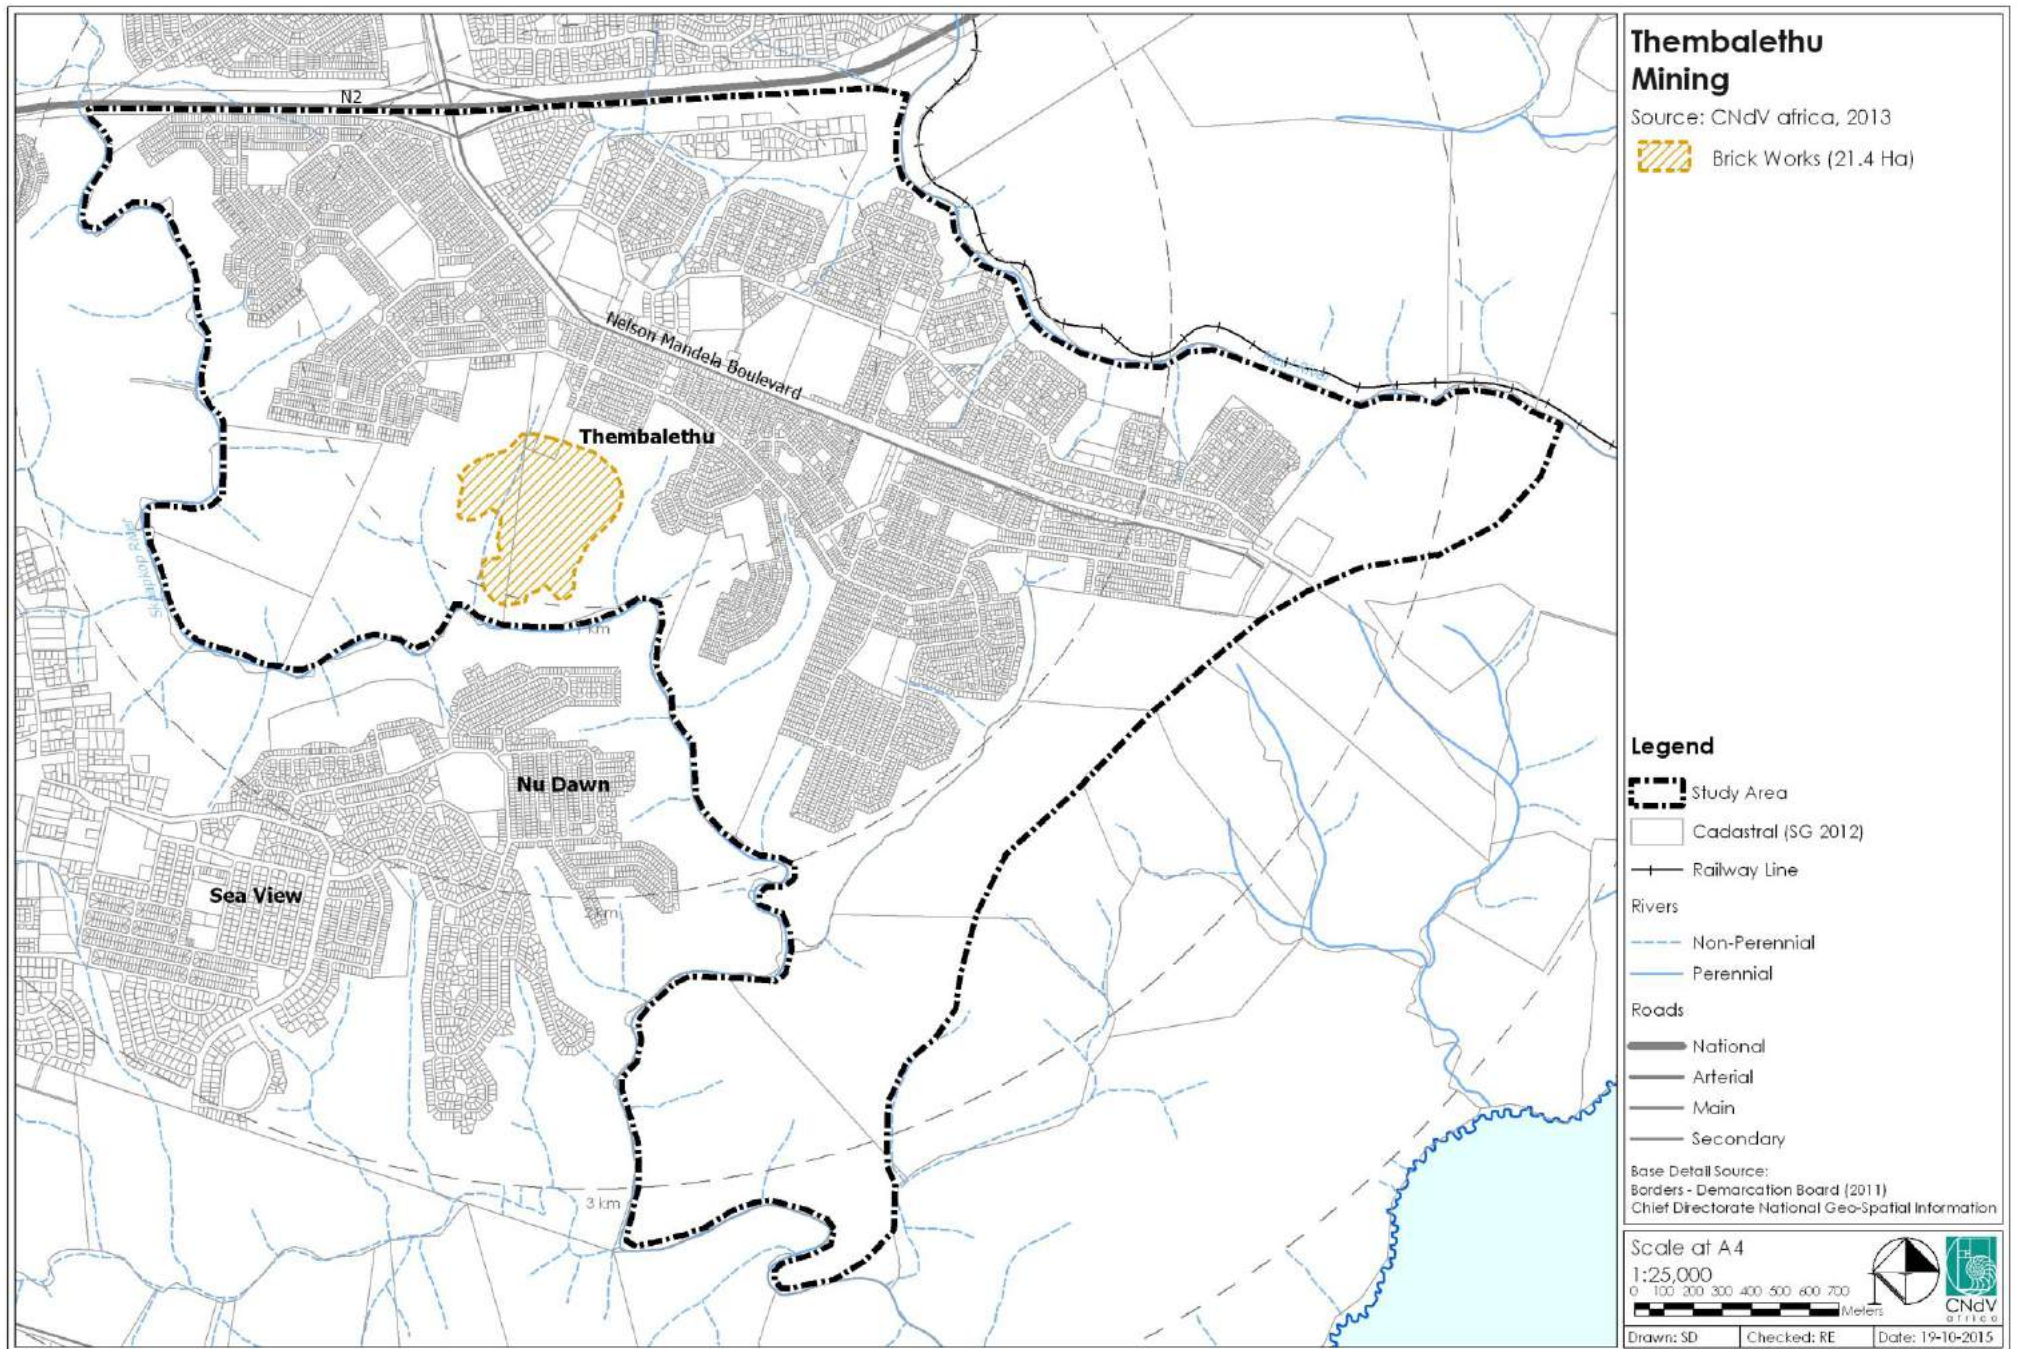 Thembalethu
Mining
Source: CNdV africa, 2013
Brick Works (21.4 Ha)
N2
Nelson Mandela Boulevard
Thembalethu
River
1 km
Nu Dawn
Sea View
2 km
3 km
Legend
Study Area
Cadastral (SG 2012)
Railway Line
Rivers
Non-Perennial
Perennial
Roads
National
Arterial
Main
Secondary
Base Detail Source:
Borders - Demarcation Board (2011)
Chief Directorate National Geo-Spatial Information
Scale at A4
1:25,000
0 100 200 300 400 500 600 700
Meters
CNdV
africa
Drawn: SD
Checked: RE
Date: 19-10-2015